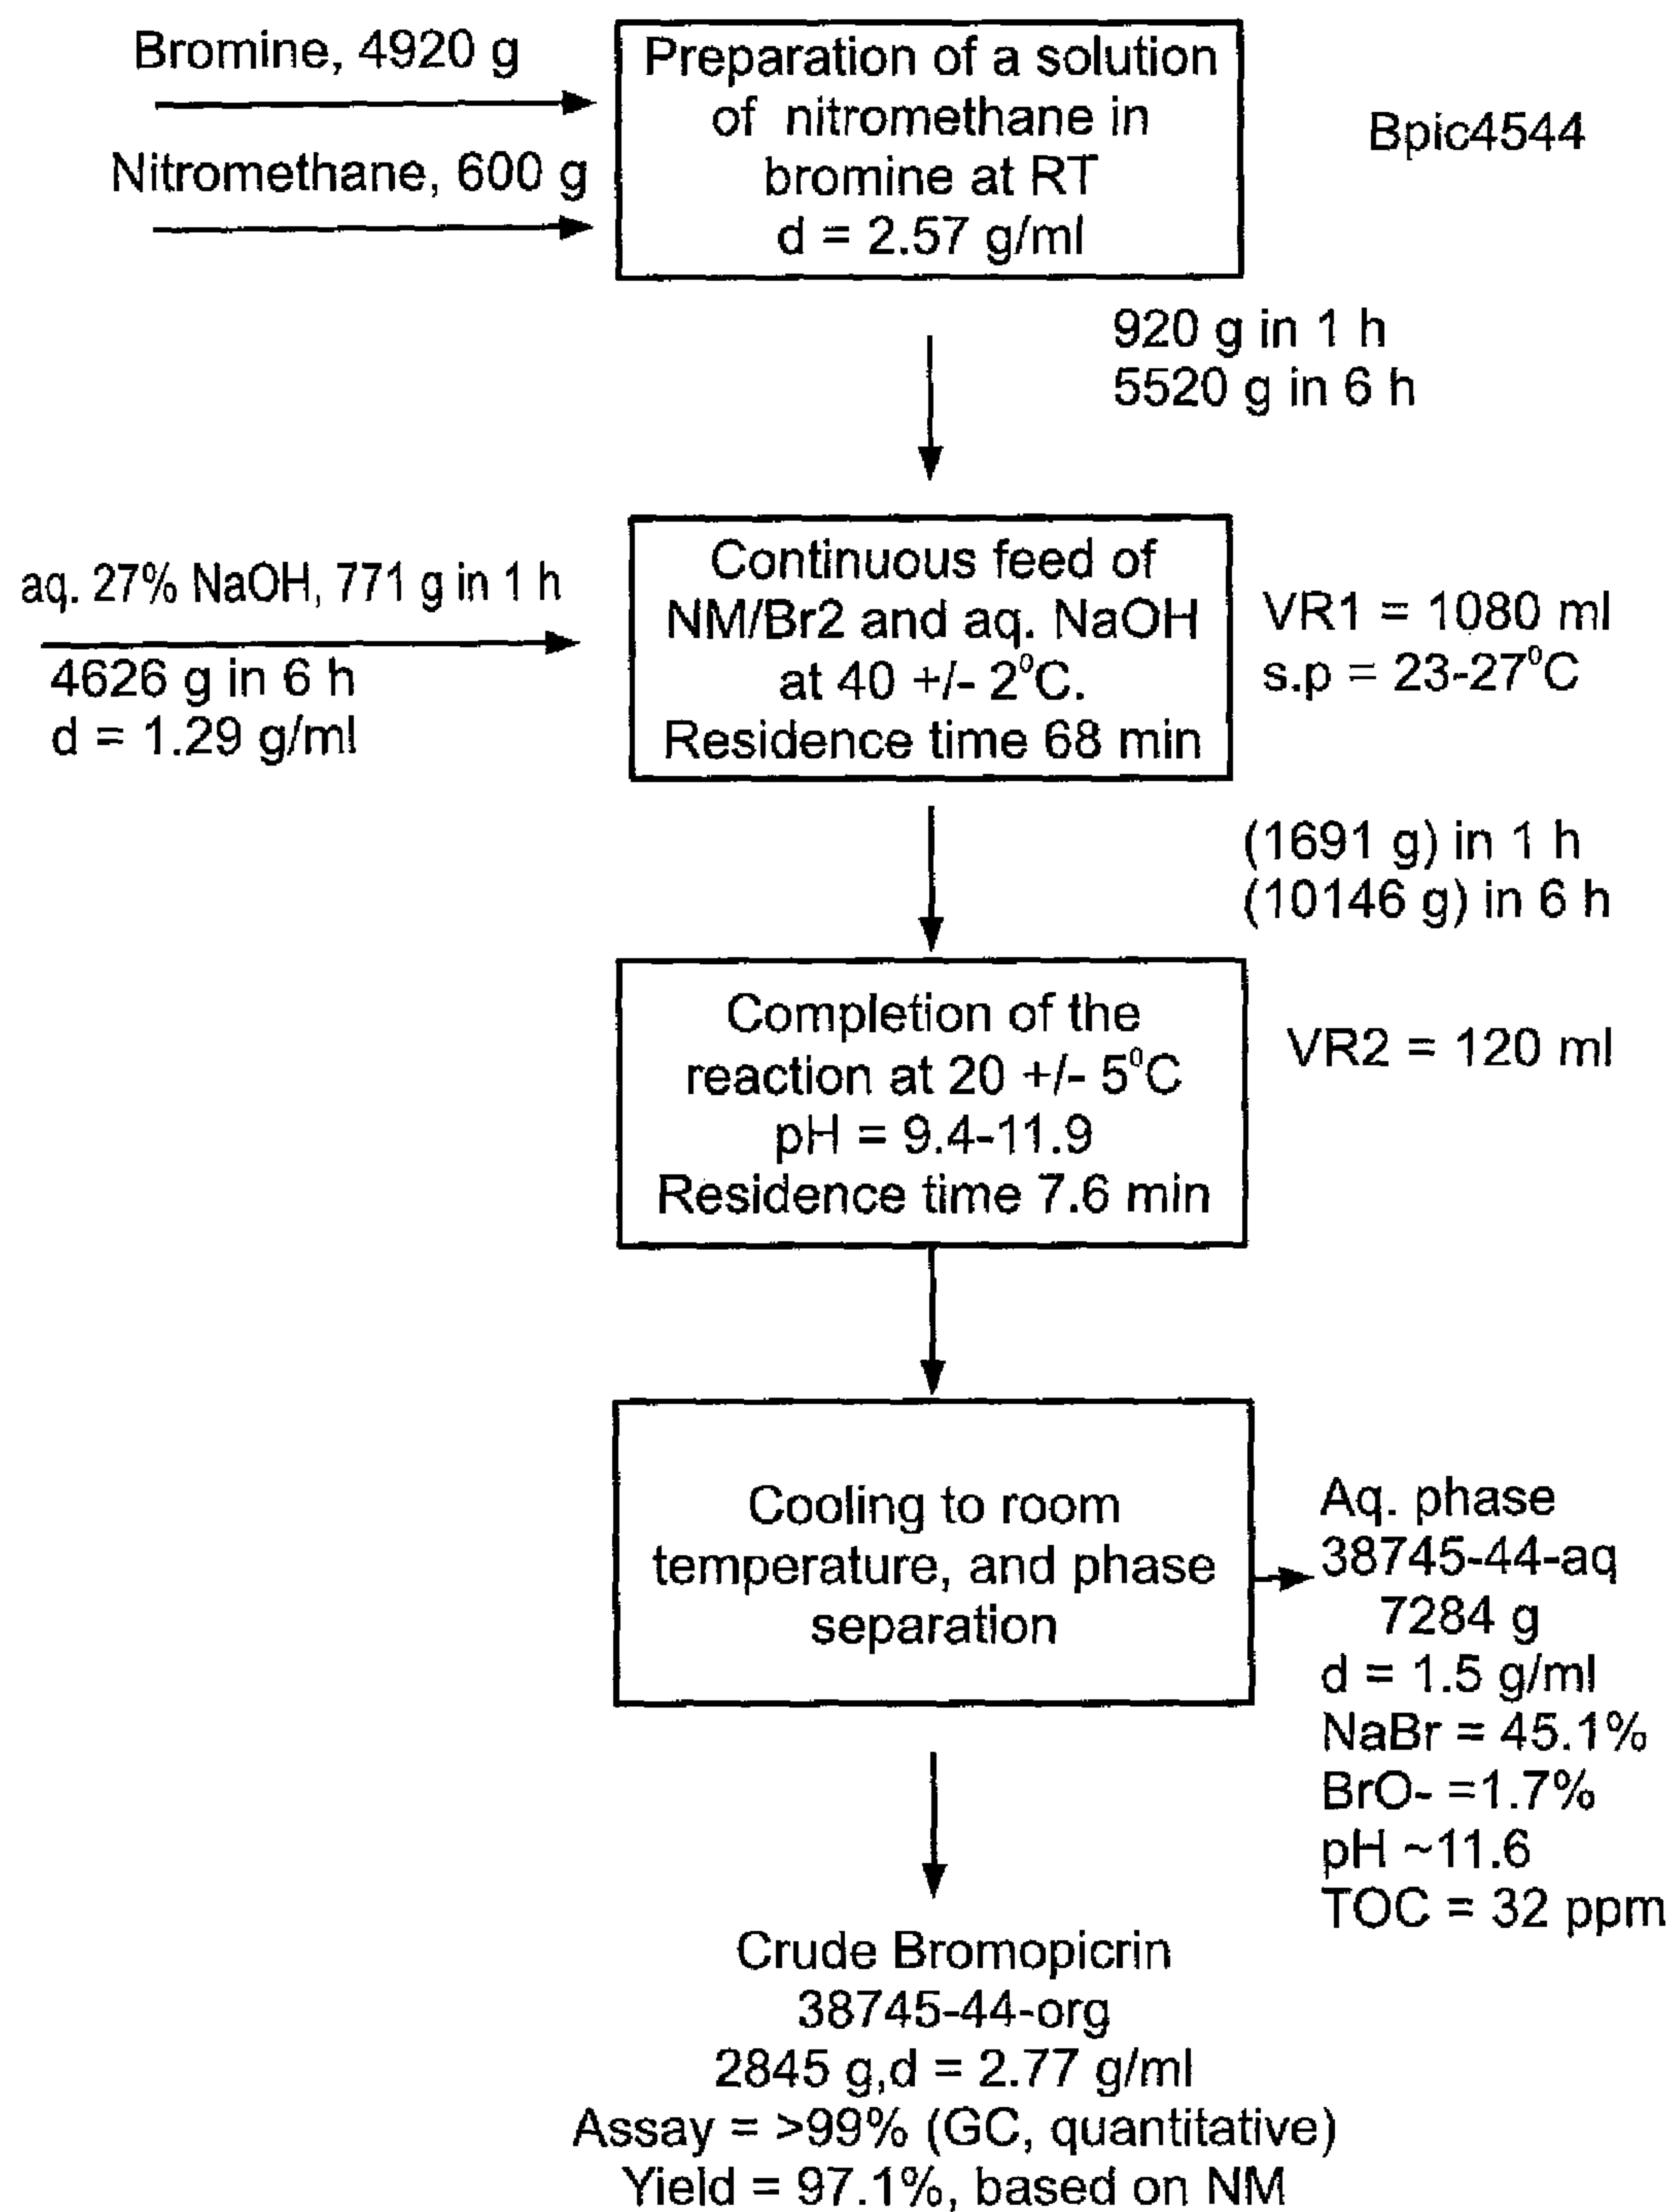 Bromine, 4920 g
Nitromethane, 600 g
Preparation of a solution
of nitromethane in
bromine at RT
d = 2.57 g/ml
Bpic4544
920 g in 1 h
5520 g in 6 h
aq. 27% NaOH, 771 g in 1 h
4626 g in 6 h
d = 1.29 g/ml
Continuous feed of
NM/Br2 and aq. NaOH
at 40 +/- 2⁰C.
Residence time 68 min
VR1 = 1080 ml
s.p = 23-27⁰C
(1691 g) in 1 h
(10146 g) in 6 h
Completion of the
reaction at 20 +/- 5⁰C
pH = 9.4-11.9
Residence time 7.6 min
VR2 = 120 ml
Cooling to room
temperature, and phase
separation
Aq. phase
38745-44-aq
7284 g
d = 1.5 g/ml
NaBr = 45.1%
BrO- =1.7%
pH ~11.6
TOC = 32 ppm
Crude Bromopicrin
38745-44-org
2845 g,d = 2.77 g/ml
Assay = >99% (GC, quantitative)
Yield = 97.1%, based on NM